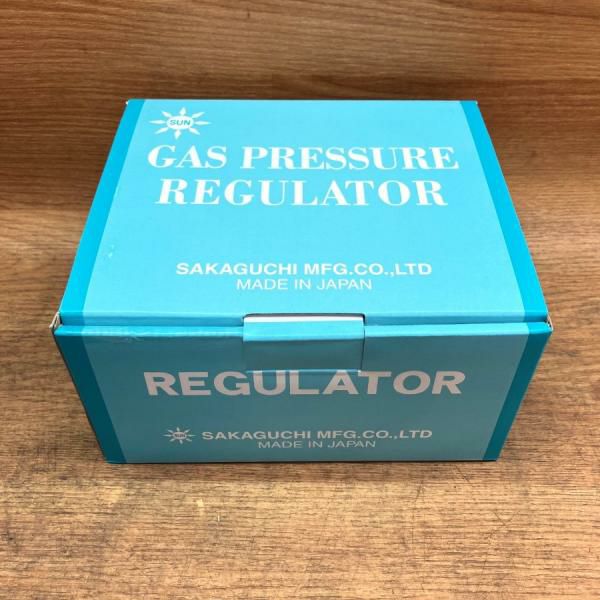 SUN
GAS PRESSURE
REGULATOR
SAKAGUCHI MFG.CO.,LTD
MADE IN JAPAN
REGULATOR
SUN SAKAGUCHI MFG.CO.,LTD
MADE IN JAPAN